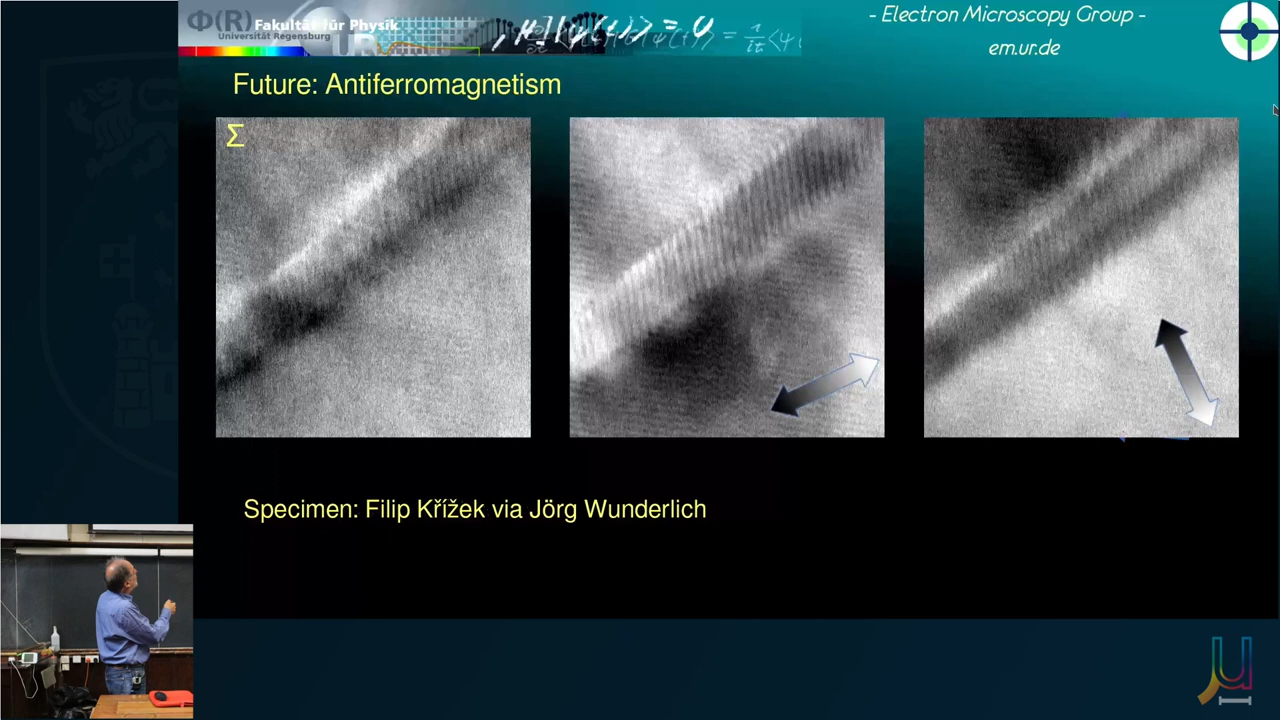 Φ(R) Fakultät für Physik
Universität Regensburg
UR
- Electron Microscopy Group -
em.ur.de
Future: Antiferromagnetism
Σ
Specimen: Filip Křížek via Jörg Wunderlich
μ